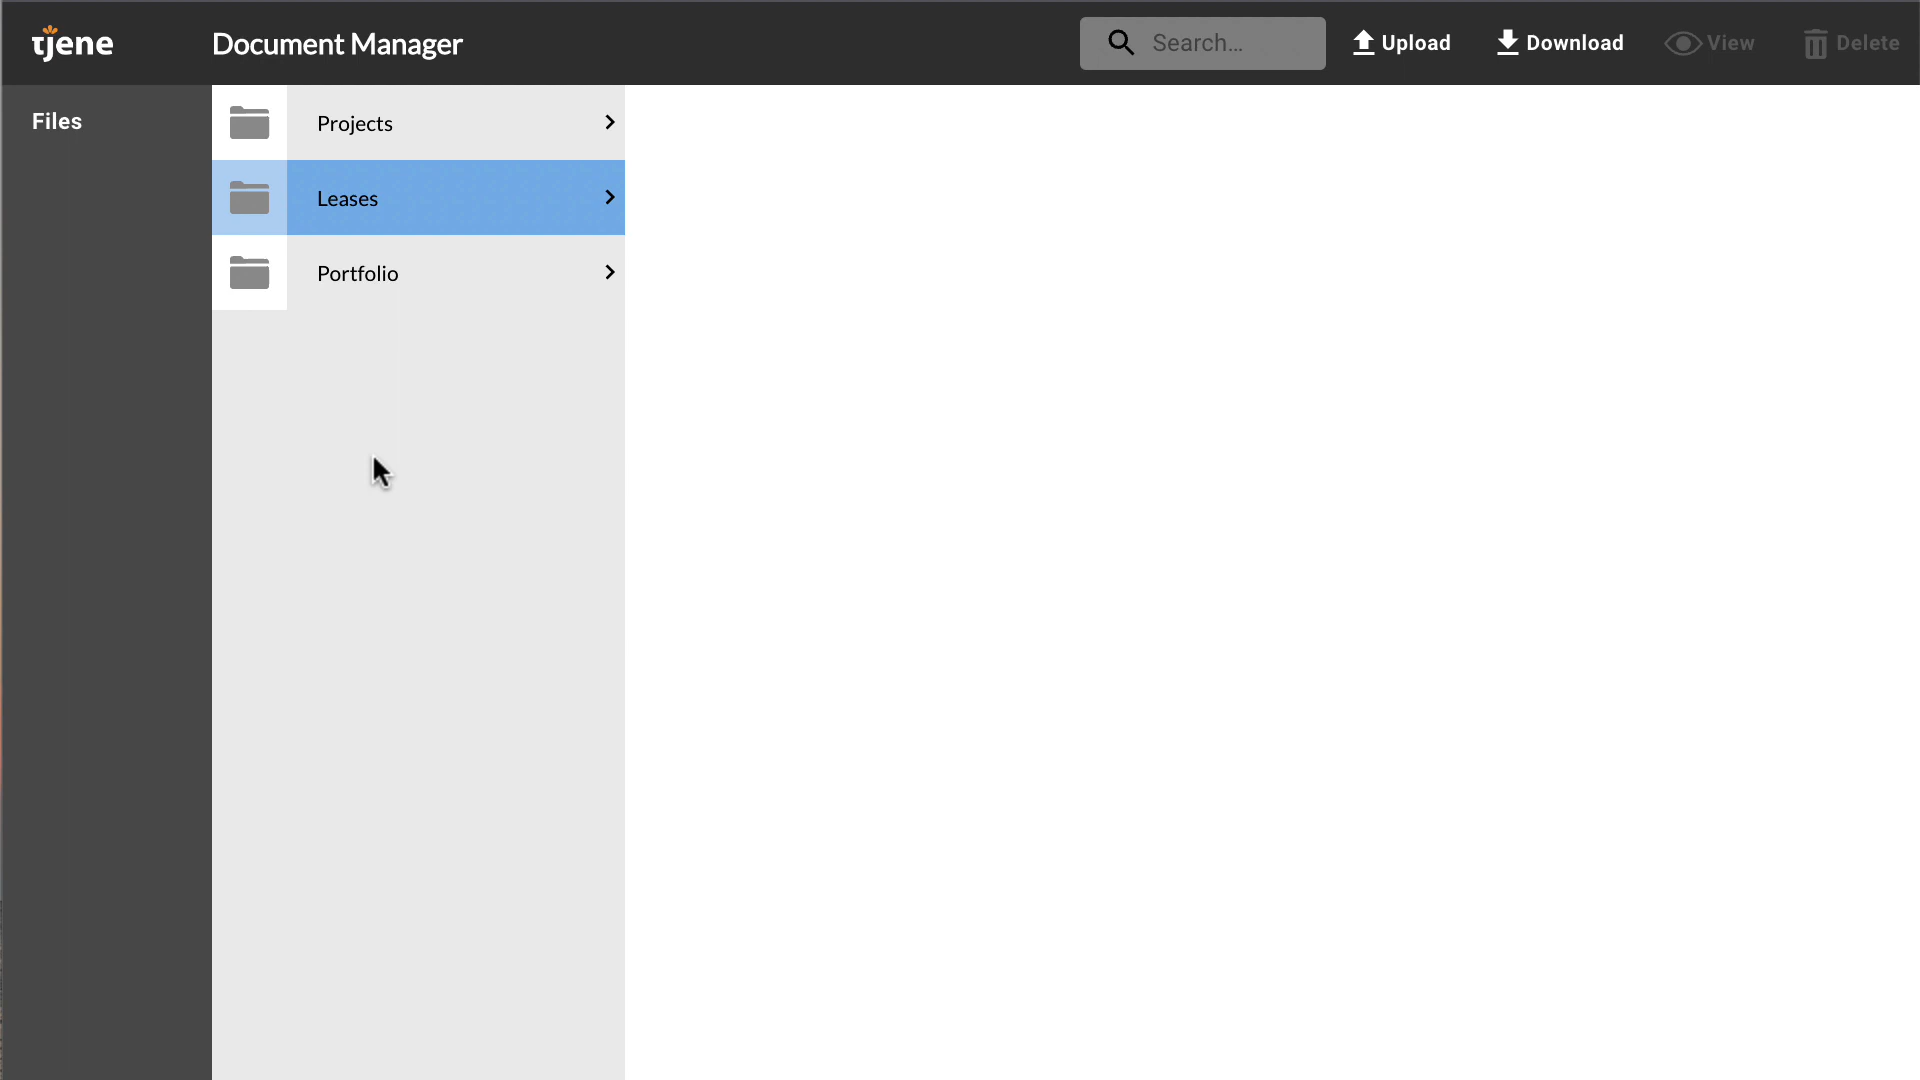 tjene
Document Manager
Search...
Upload
Download
View
Delete
Files
Projects
Leases
Portfolio